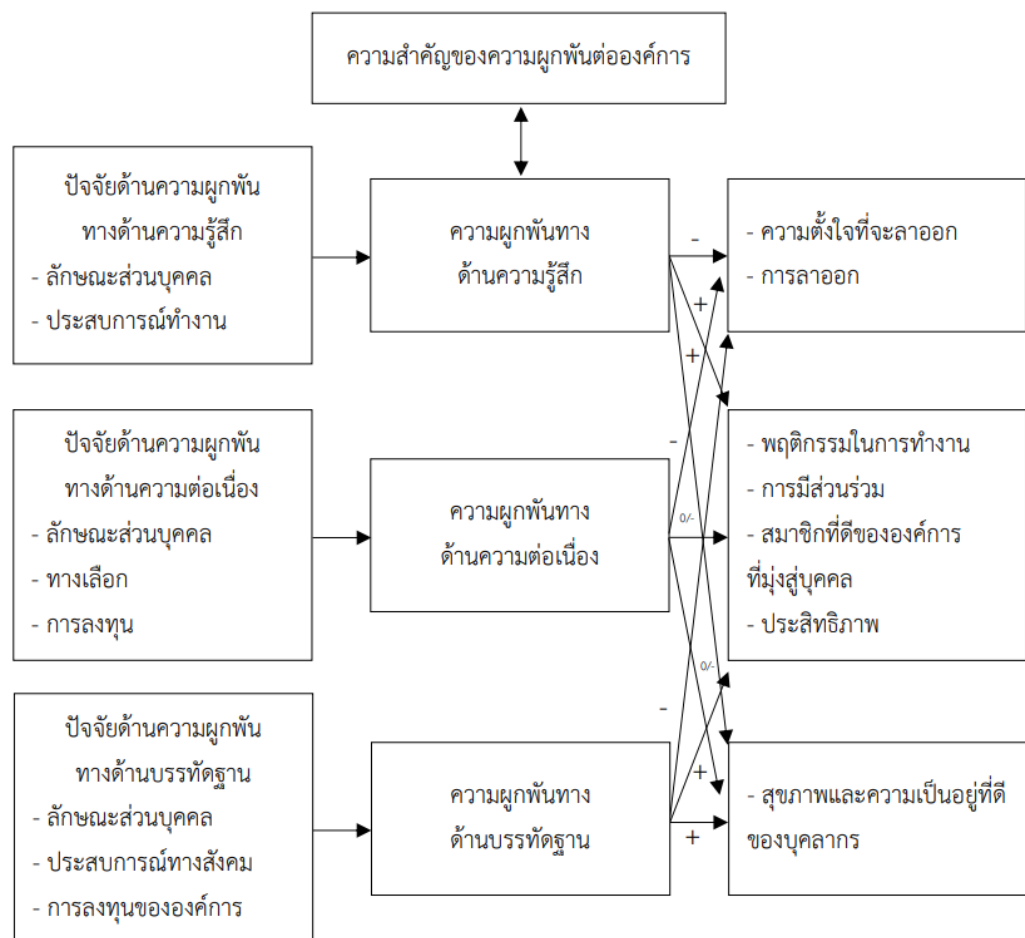 ความสำคัญของความผูกพันต่อองค์การ
ปัจจัยด้านความผูกพัน
ทางด้านความรู้สึก
- ลักษณะส่วนบุคคล
- ประสบการณ์ทำงาน
ความผูกพันทาง
ด้านความรู้สึก
- ความตั้งใจที่จะลาออก
- การลาออก
-
+
+
ปัจจัยด้านความผูกพัน
ทางด้านความต่อเนื่อง
- ลักษณะส่วนบุคคล
- ทางเลือก
- การลงทุน
ความผูกพันทาง
ด้านความต่อเนื่อง
-
0/-
0/-
- พฤติกรรมในการทำงาน
- การมีส่วนร่วม
- สมาชิกที่ดีขององค์การ
ที่มุ่งสู่บุคคล
- ประสิทธิภาพ
ปัจจัยด้านความผูกพัน
ทางด้านบรรทัดฐาน
- ลักษณะส่วนบุคคล
- ประสบการณ์ทางสังคม
- การลงทุนขององค์การ
ความผูกพันทาง
ด้านบรรทัดฐาน
-
+
+
- สุขภาพและความเป็นอยู่ที่ดี
ของบุคลากร